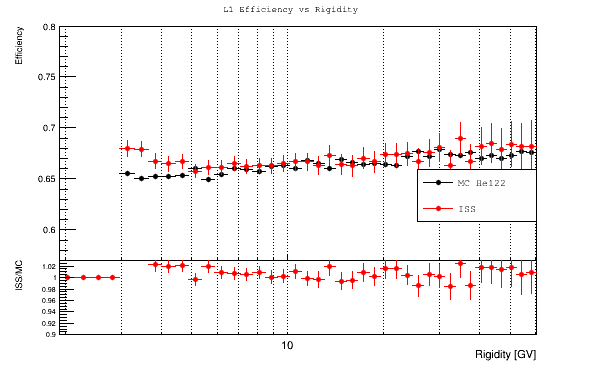 L1 Efficiency vs Rigidity
Efficiency
0.8
0.75
0.7
0.65
0.6
MC He122
ISS
ISS/MC
1.02
1
0.98
0.96
0.94
0.92
0.9
10
Rigidity [GV]